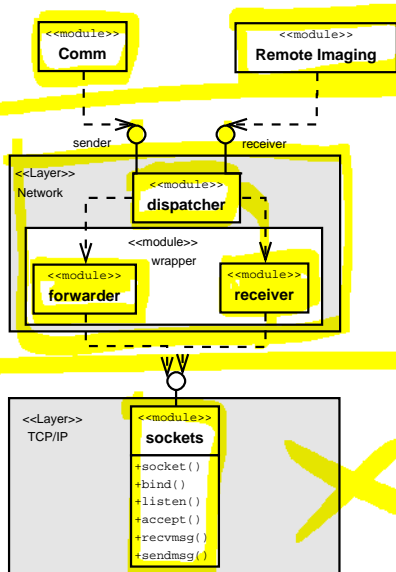 <<module>>
Comm
<<module>>
Remote Imaging
sender
receiver
<<Layer>>
Network
<<module>>
dispatcher
<<module>>
wrapper
<<module>>
forwarder
<<module>>
receiver
<<Layer>>
TCP/IP
<<module>>
sockets
+socket()
+bind()
+listen()
+accept()
+recvmsg()
+sendmsg()